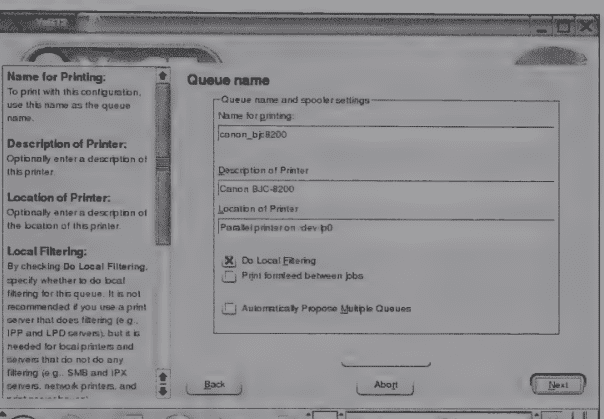 YaST2
Name for Printing:
To print with this configuration,
use this name as the queue
name.
Description of Printer:
Optionally enter a description of
this printer.
Location of Printer:
Optionally enter a description of
the location of this printer.
Local Filtering:
By checking Do Local Filtering,
specify whether to do local
filtering for this queue. It is not
recommended if you use a print
server that does filtering (e.g.,
IPP and LPD servers), but it is
needed for local printers and
servers that do not do any
filtering (e.g., SMB and IPX
servers, network printers, and
Queue name
Queue name and spooler settings
Name for printing:
canon_bjc8200
Description of Printer
Canon BJC-8200
Location of Printer
Parallel printer on /dev/lp0
Do Local Filtering
Print formfeed between jobs
Automatically Propose Multiple Queues
Back
Abort
Next